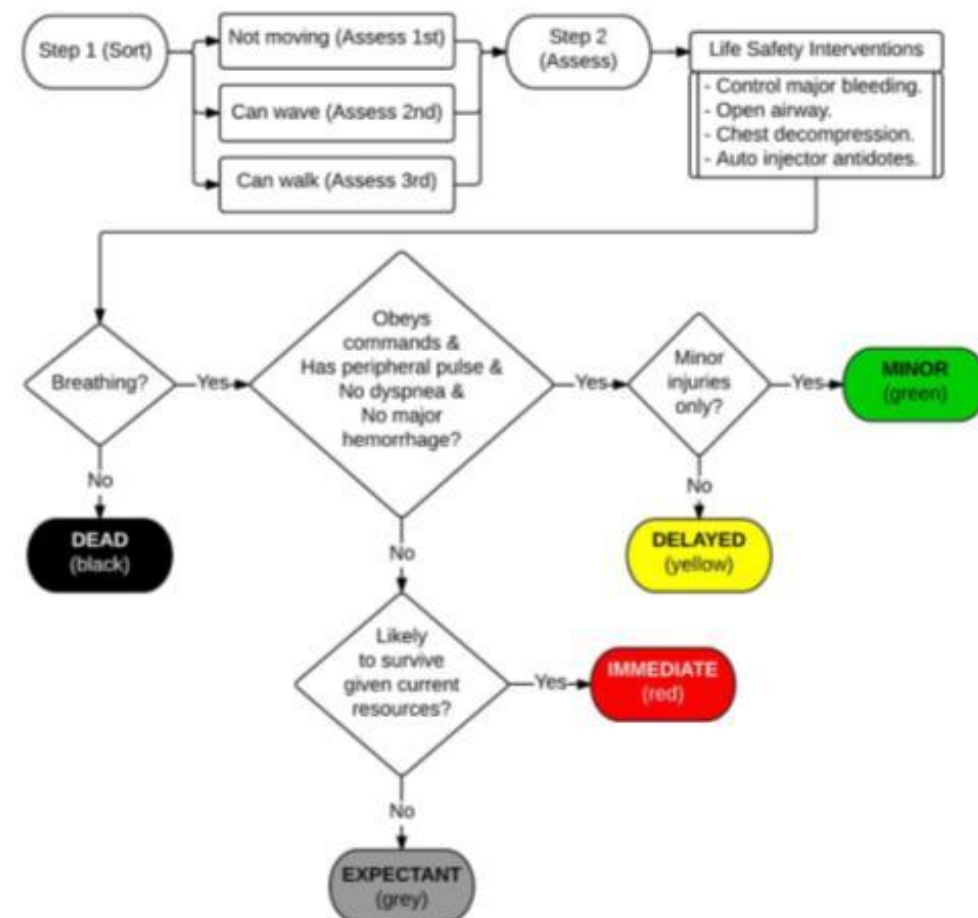 Step 1 (Sort)
Not moving (Assess 1st)
Can wave (Assess 2nd)
Can walk (Assess 3rd)
Step 2
(Assess)
Life Safety Interventions
- Control major bleeding.
- Open airway.
- Chest decompression.
- Auto injector antidotes.
Breathing?
Yes
No
DEAD
(black)
Obeys
commands &
Has peripheral pulse &
No dyspnea &
No major
hemorrhage?
Yes
No
Minor
injuries
only?
Yes
MINOR
(green)
No
DELAYED
(yellow)
Likely
to survive
given current
resources?
Yes
IMMEDIATE
(red)
No
EXPECTANT
(grey)